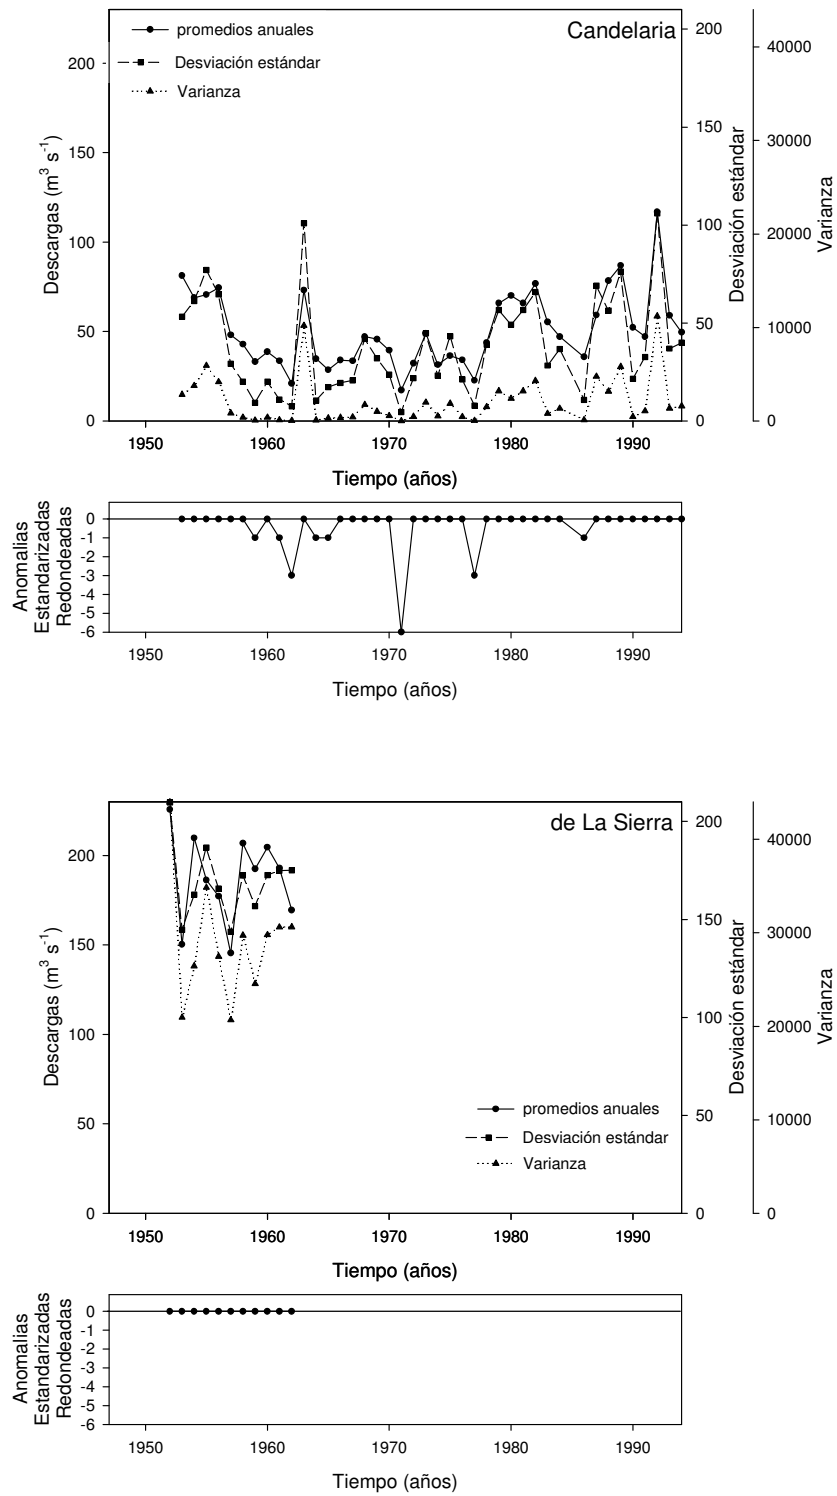 Candelaria
promedios anuales
Desviación estándar
Varianza
Descargas (m³ s⁻¹)
200
150
100
50
0
Desviación estándar
200
150
100
50
0
Varianza
40000
30000
20000
10000
0
1950 1960 1970 1980 1990
Tiempo (años)
Anomalias
Estandarizadas
Redondeadas
0
-1
-2
-3
-4
-5
-6
1950 1960 1970 1980 1990
Tiempo (años)
de La Sierra
Descargas (m³ s⁻¹)
200
150
100
50
0
Desviación estándar
200
150
100
50
0
Varianza
40000
30000
20000
10000
0
promedios anuales
Desviación estándar
Varianza
1950 1960 1970 1980 1990
Tiempo (años)
Anomalias
Estandarizadas
Redondeadas
0
-1
-2
-3
-4
-5
-6
1950 1960 1970 1980 1990
Tiempo (años)